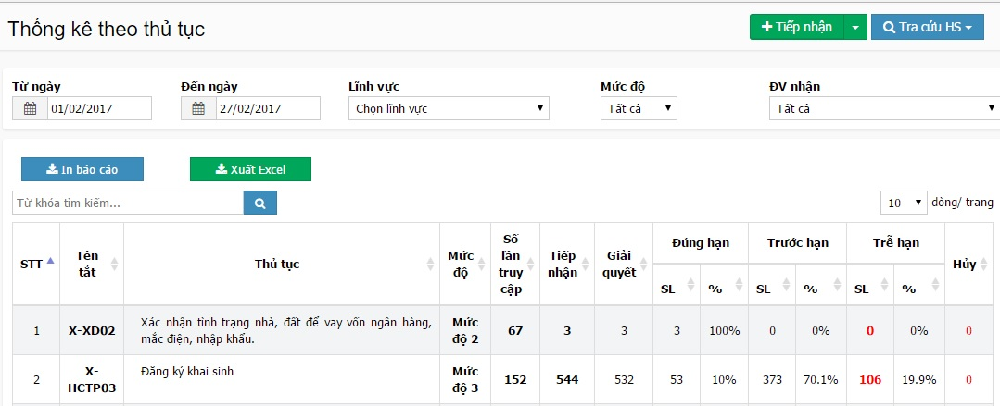 Thống kê theo thủ tục
Tiếp nhận
Tra cứu HS
Từ ngày Đến ngày Lĩnh vực Mức độ ĐV nhận
01/02/2017 27/02/2017 Chọn lĩnh vực Tất cả Tất cả
In báo cáo Xuất Excel
Từ khóa tìm kiếm... 10 dòng/ trang
STT
Tên
tắt
Thủ tục
Mức
độ
Số
lần
truy
cập
Tiếp
nhận
Giải
quyết
Đúng hạn Trước hạn Trễ hạn
Hủy
SL % SL % SL %
1
X-XD02
Xác nhận tình trạng nhà, đất để vay vốn ngân hàng,
mắc điện, nhập khẩu.
Mức
độ 2
67 3 3 3 100% 0 0% 0 0% 0
2
X-
HCTP03
Đăng ký khai sinh
Mức
độ 3
152 544 532 53 10% 373 70.1% 106 19.9% 0